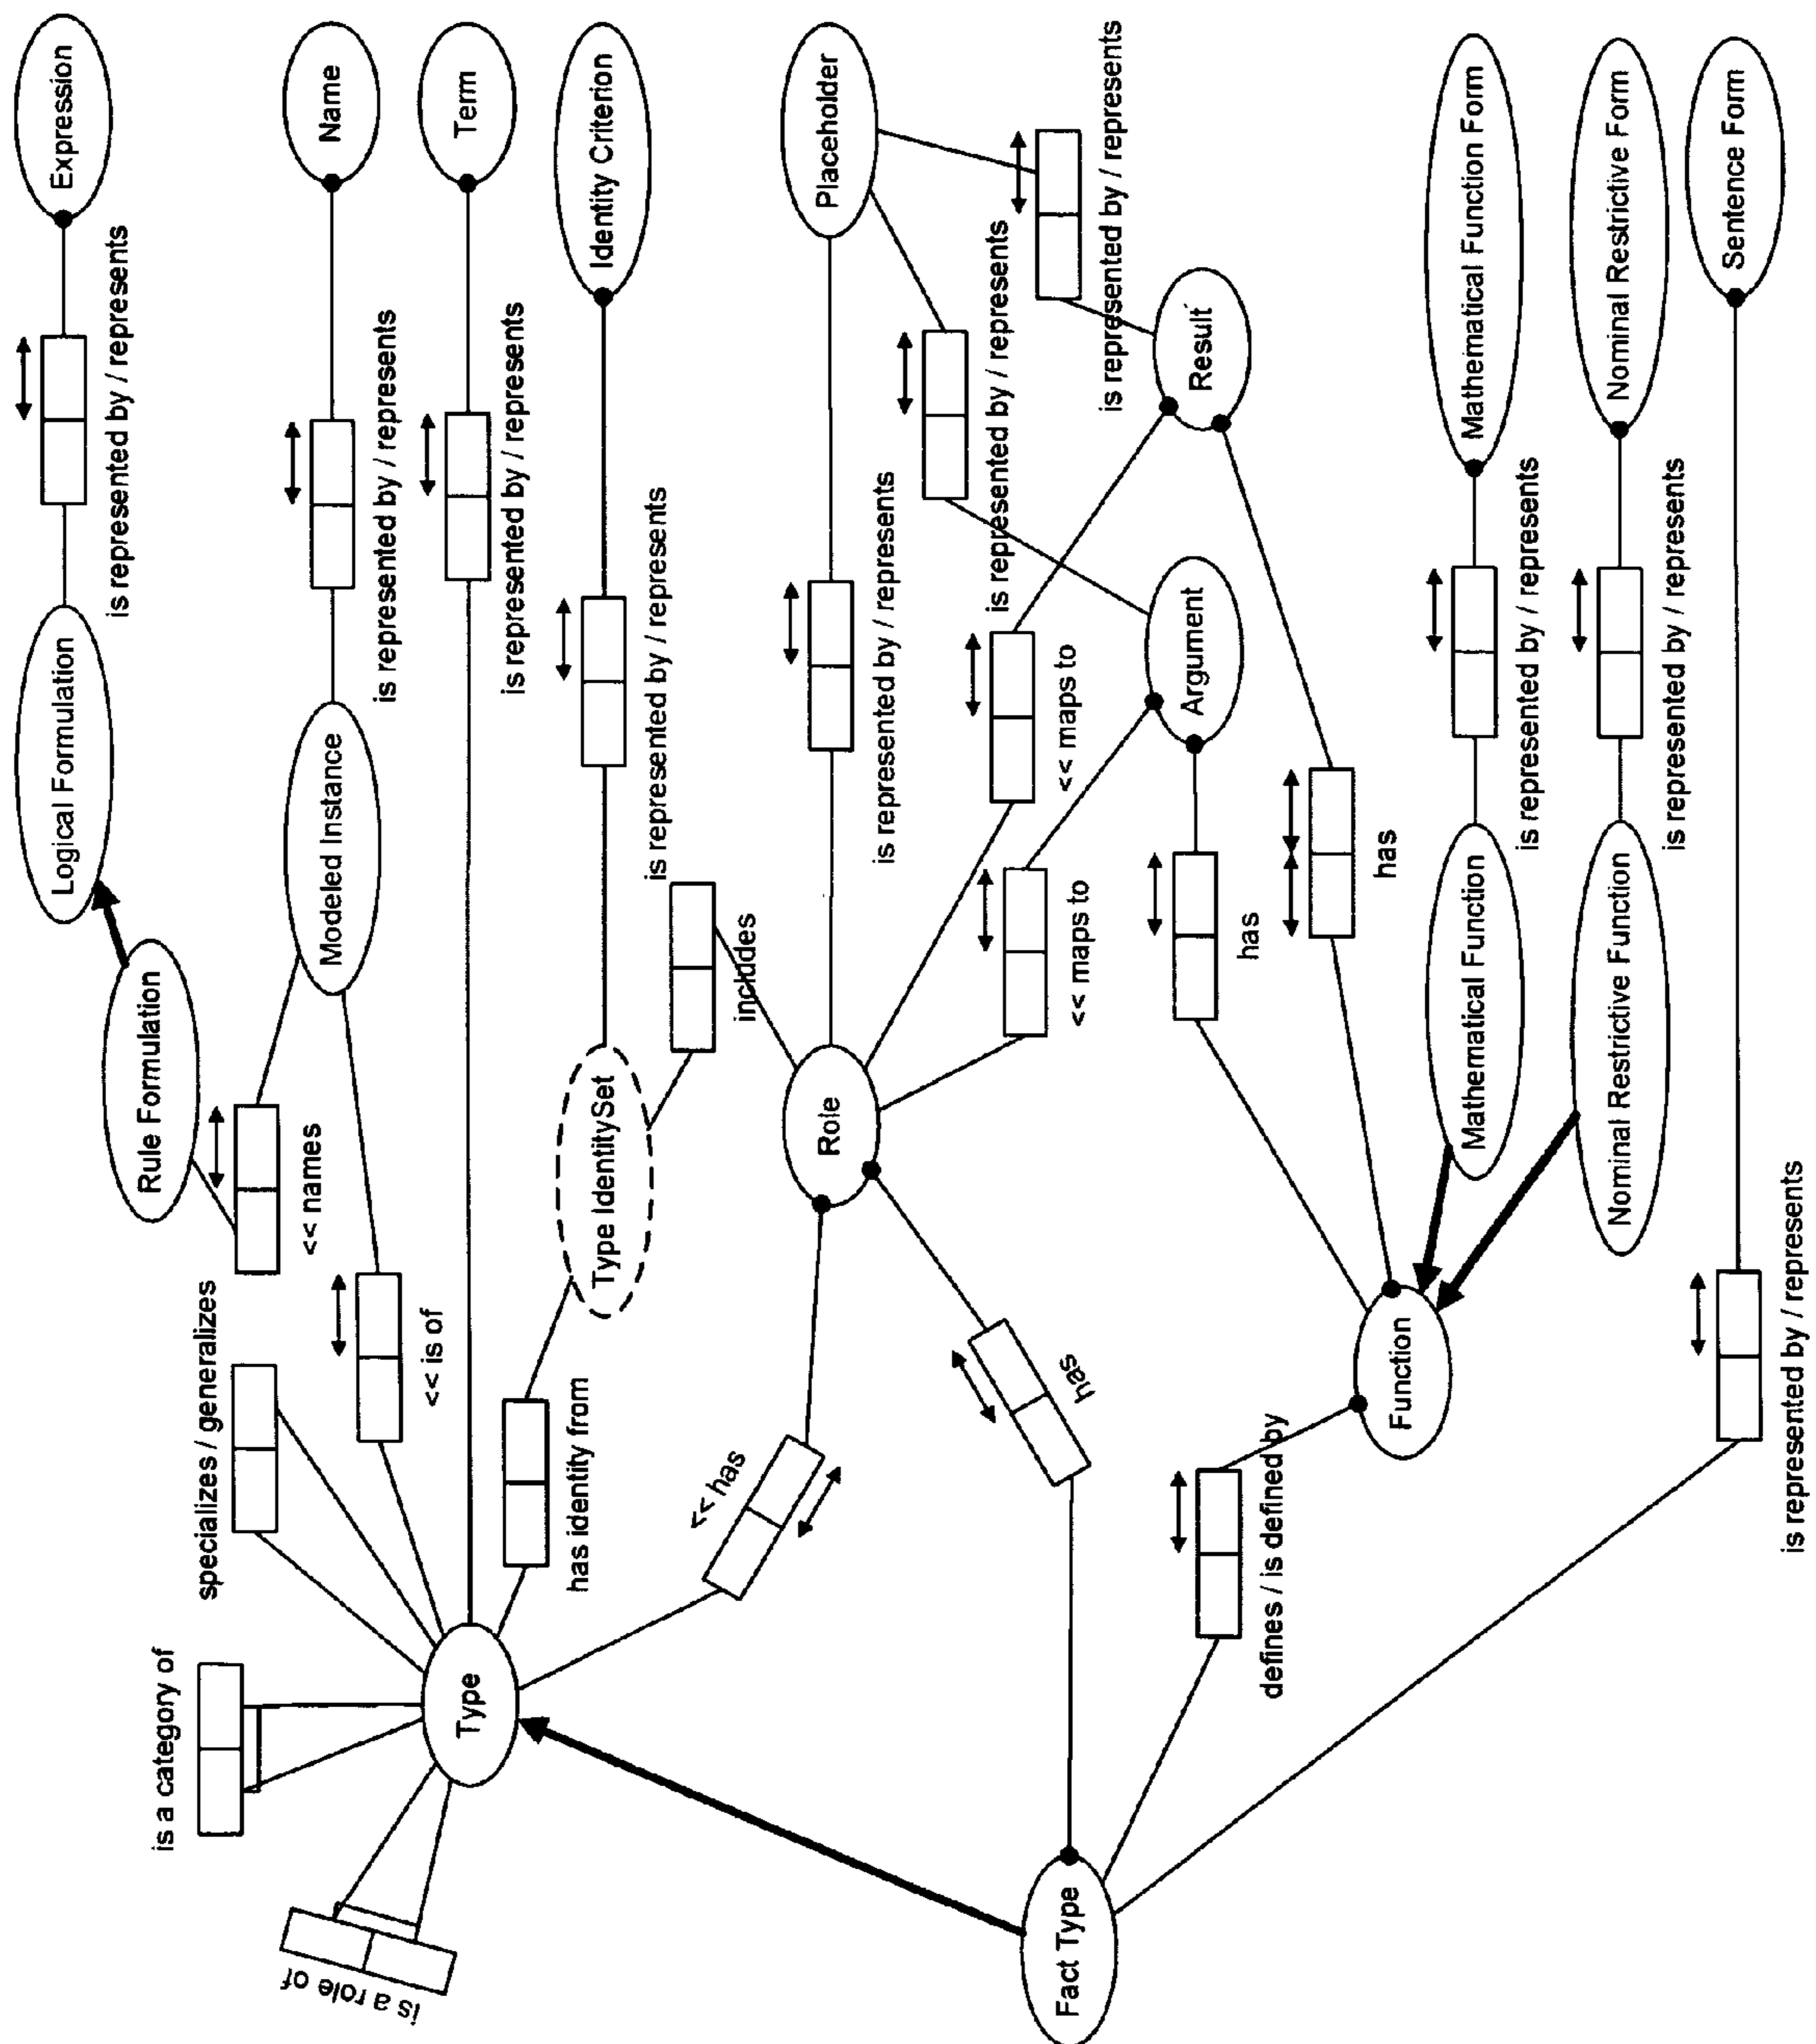 Logical Formulation
Expression
is represented by / represents
Rule Formulation
is a category of
specializes / generalizes
<< names
is a role of
Modeled Instance
Name
is represented by / represents
<< is of
Type
Term
is represented by / represents
has identity from
Type IdentitySet
Identity Criterion
is represented by / represents
<< has
includes
Role
Placeholder
is represented by / represents
is represented by / represents
<< maps to
Fact Type
has
<< maps to
is represented by / represents
Argument
Result
has
defines / is defined by
has
Function
Mathematical Function
Mathematical Function Form
is represented by / represents
Nominal Restrictive Function
Nominal Restrictive Form
is represented by / represents
Sentence Form
is represented by / represents